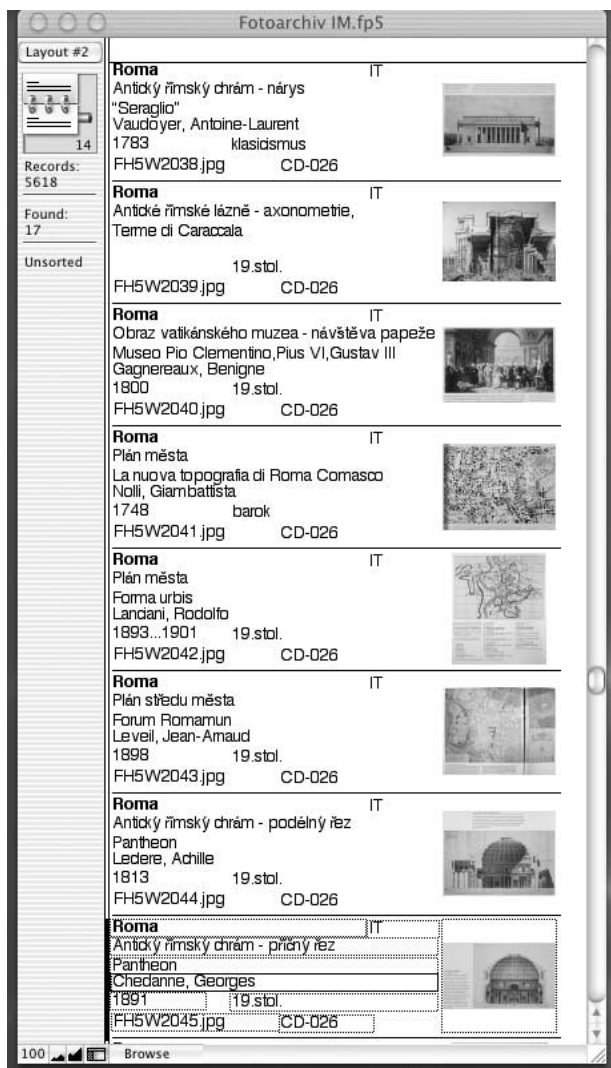 Fotoarchiv IM.fp5
Layout #2
14
Records:
5618
Found:
17
Unsorted
Roma IT
Antický římský chrám - nárys
"Seraglio"
Vaudoyer, Antoine-Laurent
1783 klasicismus
FH5W2038.jpg CD-026
Roma IT
Antické římské lázně - axonometrie,
Terme di Caraccala
19.stol.
FH5W2039.jpg CD-026
Roma IT
Obraz vatikánského muzea - návštěva papeže
Museo Pio Clementino,Pius VI,Gustav III
Gagnereaux, Benigne
1800 19.stol.
FH5W2040.jpg CD-026
Roma IT
Plán města
La nuova topografia di Roma Comasco
Nolli, Giambattista
1748 barok
FH5W2041.jpg CD-026
Roma IT
Plán města
Forma urbis
Lanciani, Rodolfo
1893...1901 19.stol.
FH5W2042.jpg CD-026
Roma IT
Plán středu města
Forum Romamun
Leveil, Jean-Arnaud
1898 19.stol.
FH5W2043.jpg CD-026
Roma IT
Antický římský chrám - podélný řez
Pantheon
Leclere, Achille
1813 19.stol.
FH5W2044.jpg CD-026
Roma IT
Antický římský chrám - příčný řez
Pantheon
Chedanne, Georges
1891 19.stol.
FH5W2045.jpg CD-026
100 Browse